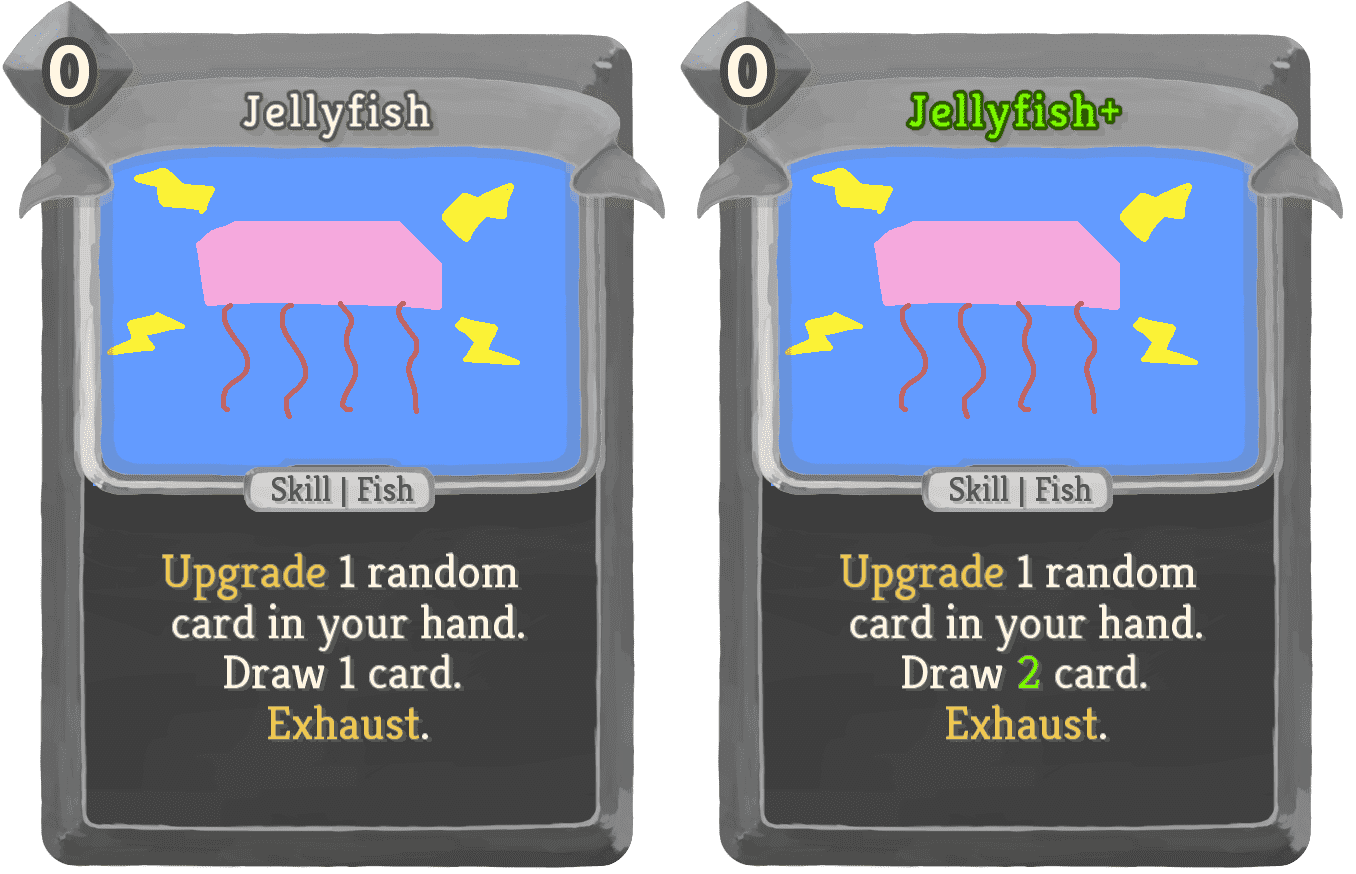 0
Jellyfish
Skill | Fish
Upgrade 1 random
card in your hand.
Draw 1 card.
Exhaust.
0
Jellyfish+
Skill | Fish
Upgrade 1 random
card in your hand.
Draw 2 card.
Exhaust.